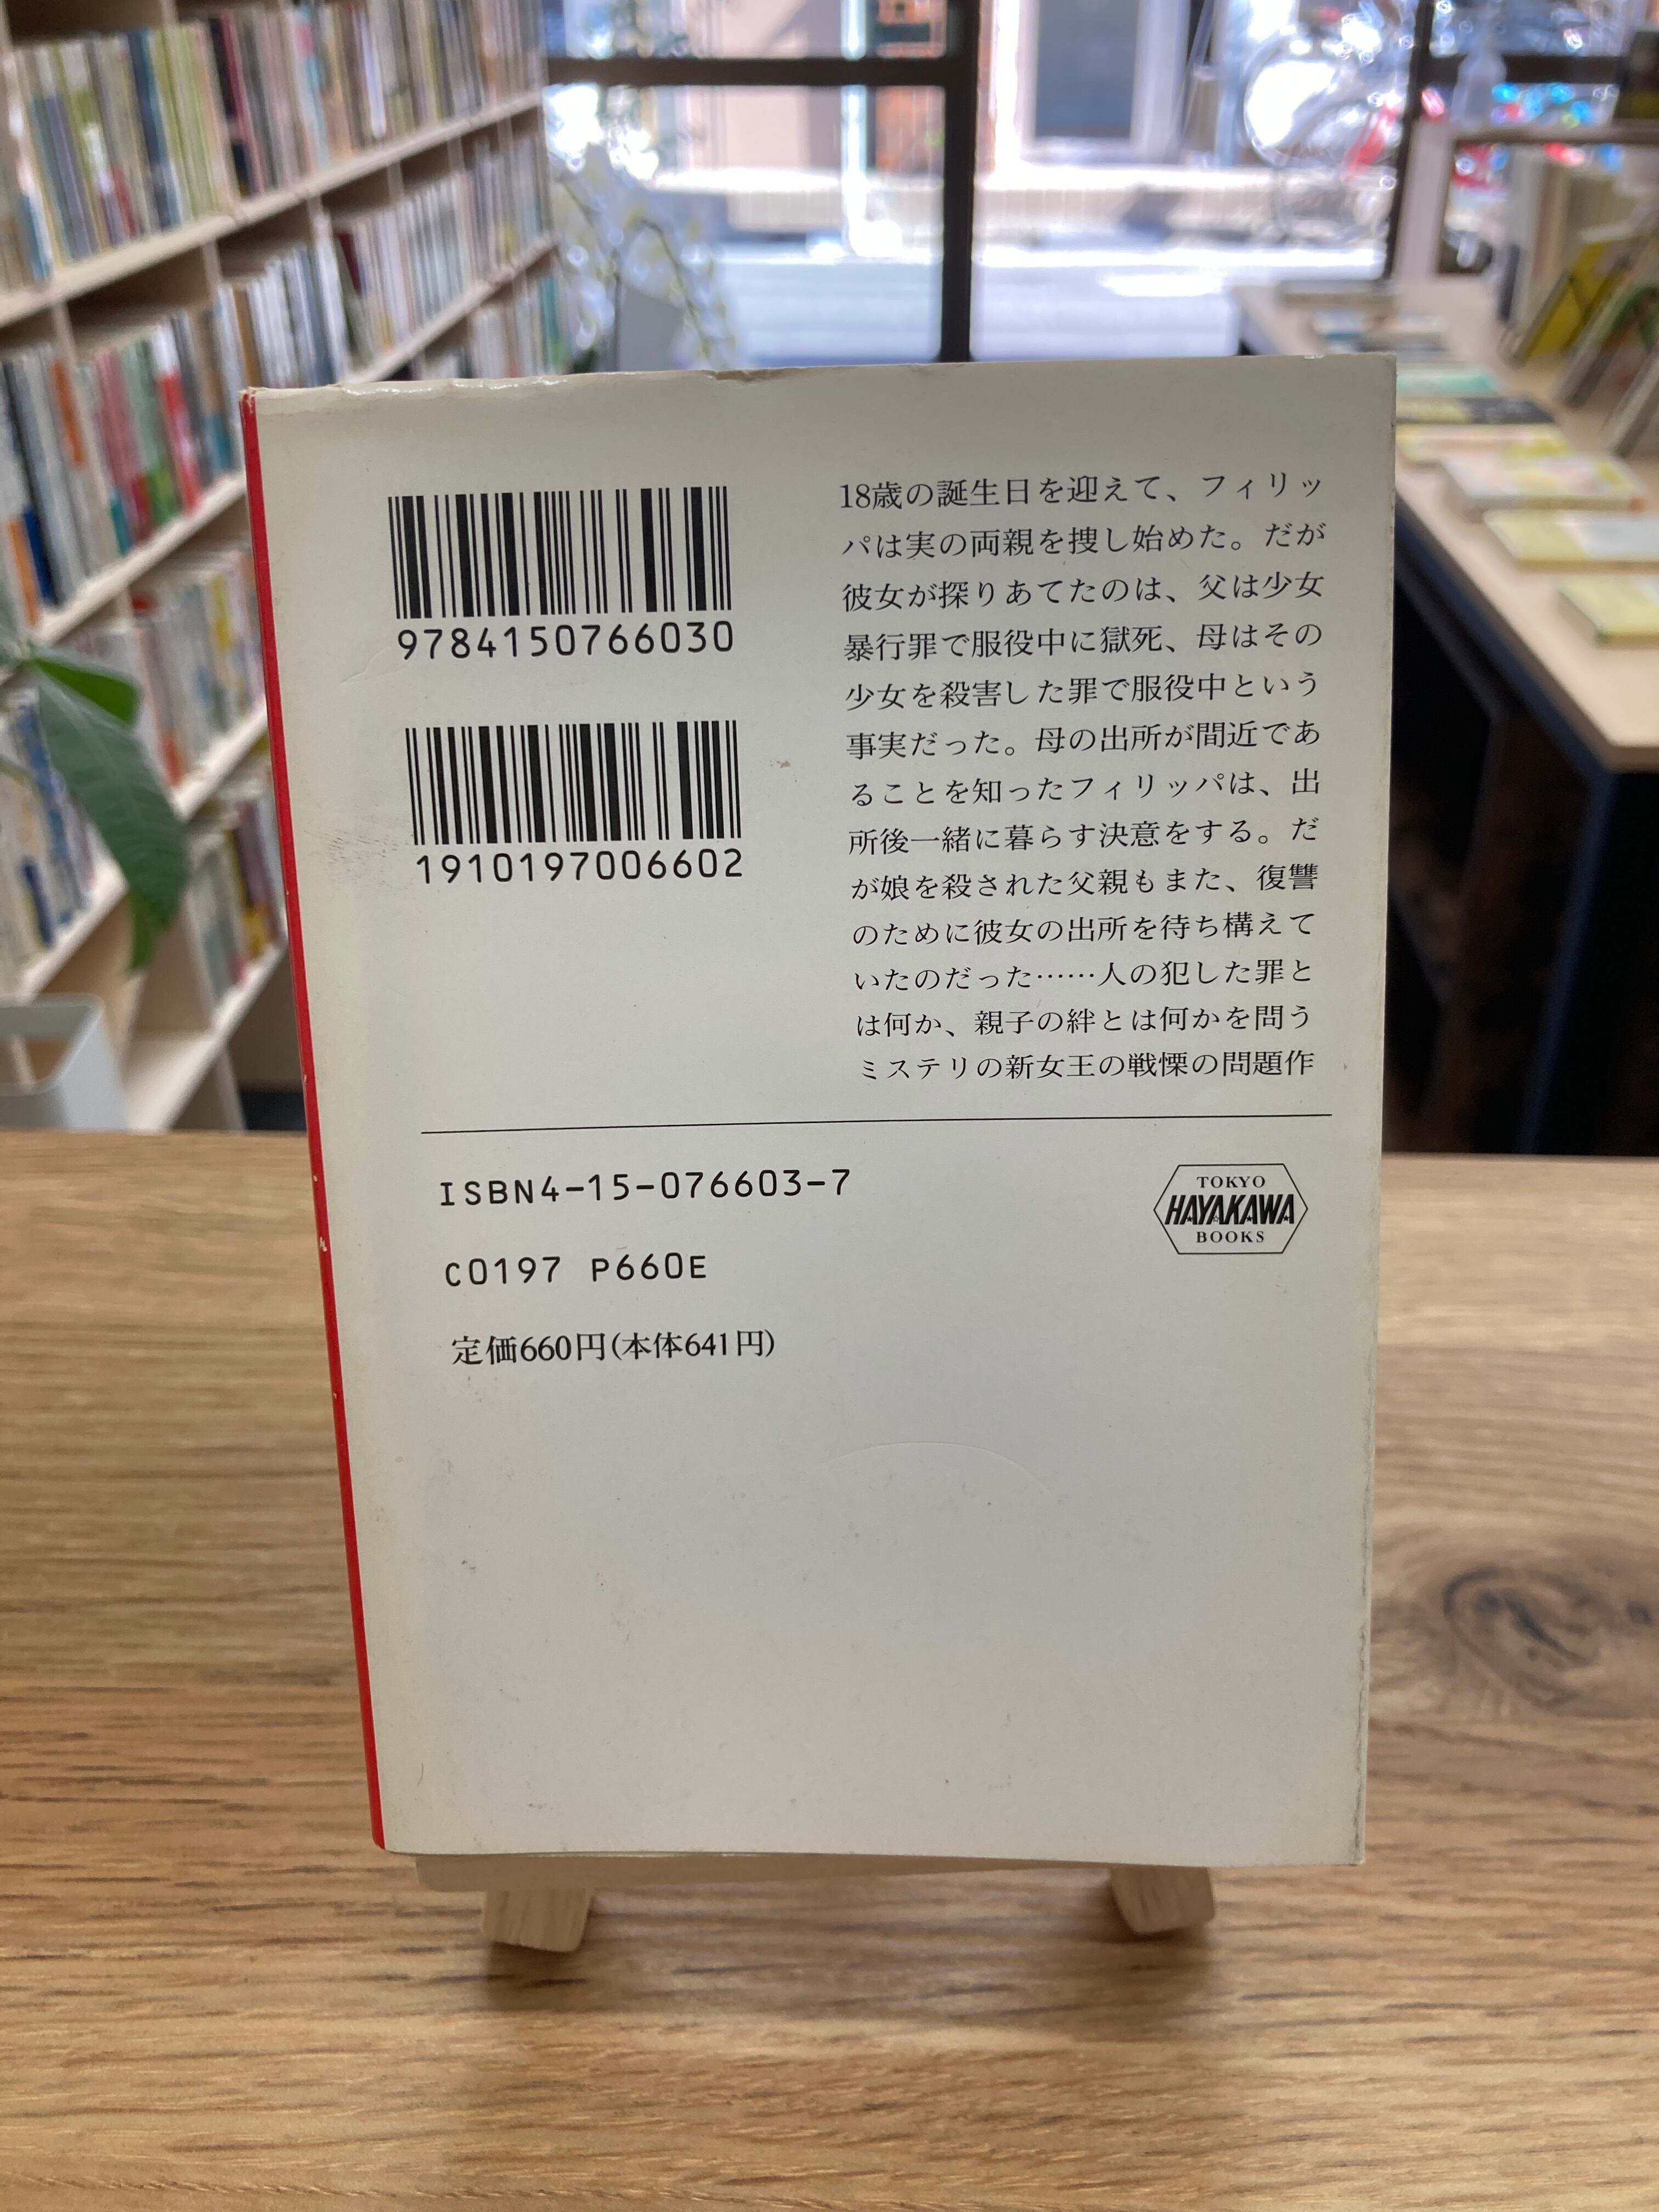 9784150766030
1910197006602
18歳の誕生日を迎えて、フィリッ
パは実の両親を捜し始めた。だが
彼女が探りあてたのは、父は少女
暴行罪で服役中に獄死、母はその
少女を殺害した罪で服役中という
事実だった。母の出所が間近であ
ることを知ったフィリッパは、出
所後一緒に暮らす決意をする。だ
が娘を殺された父親もまた、復讐
のために彼女の出所を待ち構えて
いたのだった……人の犯した罪と
は何か、親子の絆とは何かを問う
ミステリの新女王の戦慄の問題作
ISBN4-15-076603-7
C0197 P660E
定価660円(本体641円)
TOKYO
HAYAKAWA
BOOKS